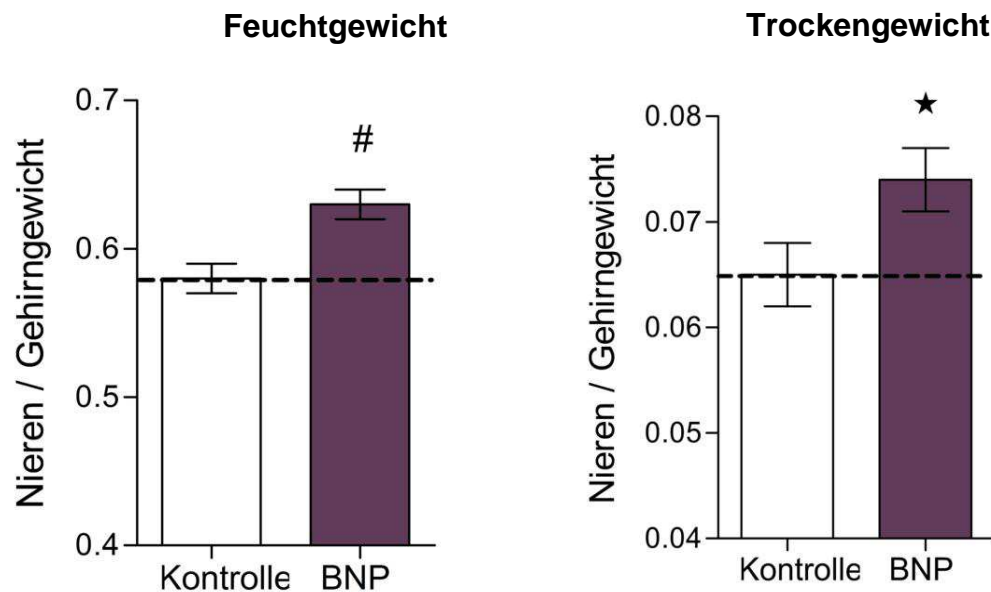 Feuchtgewicht
Nieren / Gehirngewicht
0.7
0.6
0.5
0.4
#
Kontrolle BNP
Trockengewicht
Nieren / Gehirngewicht
0.08
0.07
0.06
0.05
0.04
★
Kontrolle BNP